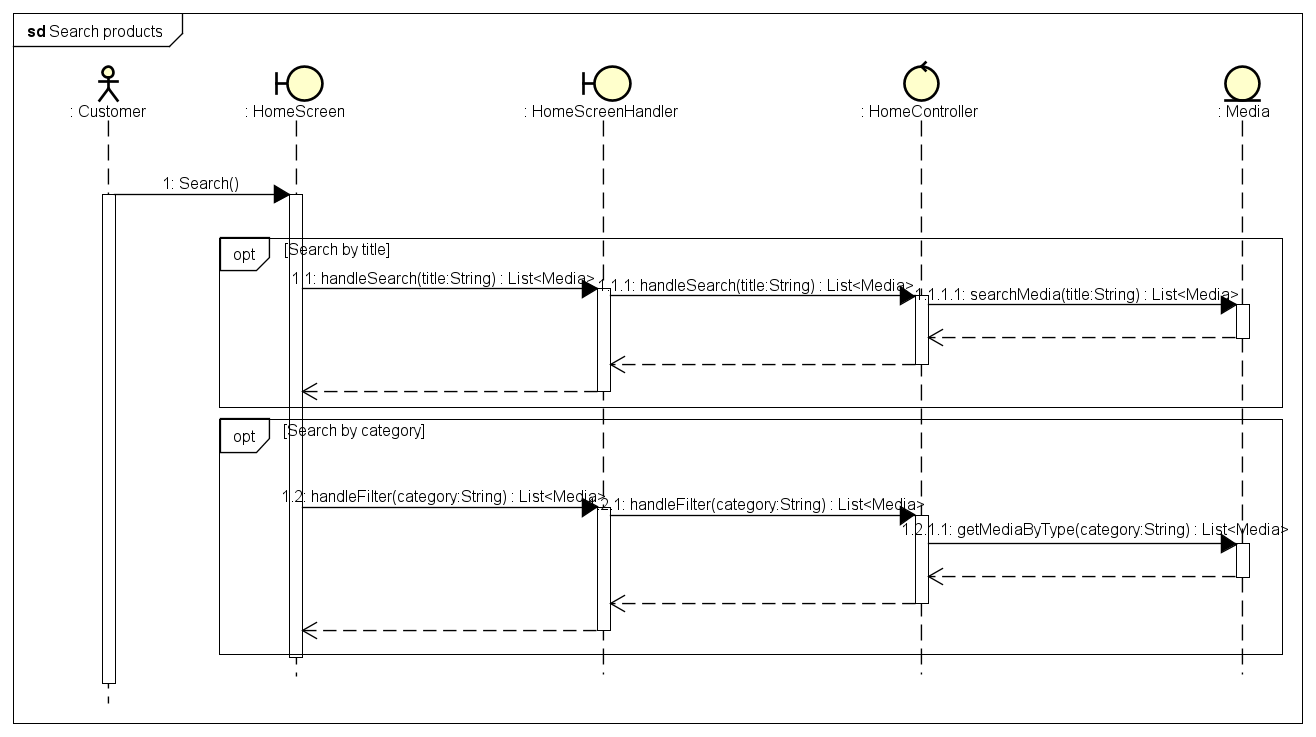 sd Search products
: Customer
: HomeScreen
: HomeScreenHandler
: HomeController
: Media
1: Search()
opt
[Search by title]
1.1: handleSearch(title:String) : List<Media>
1.1.1: handleSearch(title:String) : List<Media>
1.1.1.1: searchMedia(title:String) : List<Media>
opt
[Search by category]
1.2: handleFilter(category:String) : List<Media>
1.2.1: handleFilter(category:String) : List<Media>
1.2.1.1: getMediaByType(category:String) : List<Media>